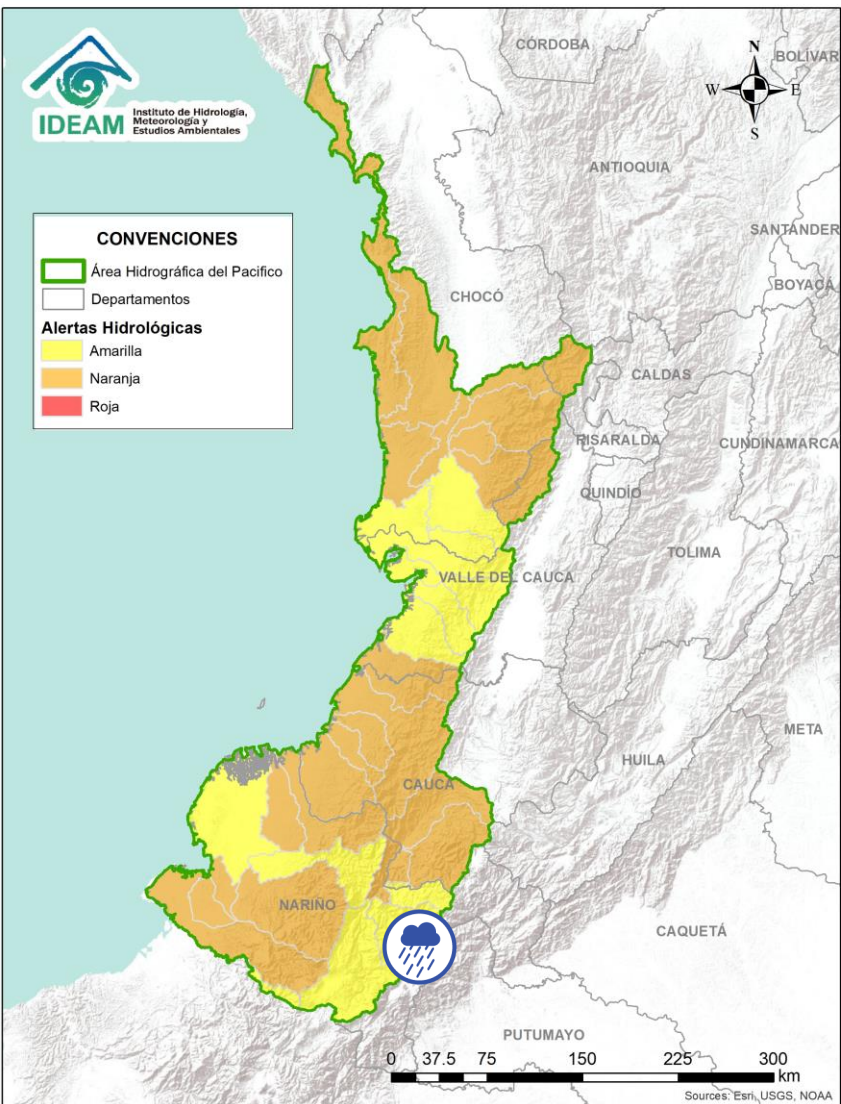 IDEAM
Instituto de Hidrología,
Meteorología y
Estudios Ambientales
CONVENCIONES
Área Hidrográfica del Pacifico
Departamentos
Alertas Hidrológicas
Amarilla
Naranja
Roja
N
W E
S
CÓRDOBA
BOLÍVAR
ANTIOQUIA
SANTANDER
BOYACÁ
CHOCÓ
CALDAS
RISARALDA
CUNDINAMARCA
QUINDÍO
TOLIMA
VALLE DEL CAUCA
META
HUILA
CAUCA
NARIÑO
CAQUETÁ
PUTUMAYO
0 37.5 75 150 225 300
km
Sources: Esri, USGS, NOAA